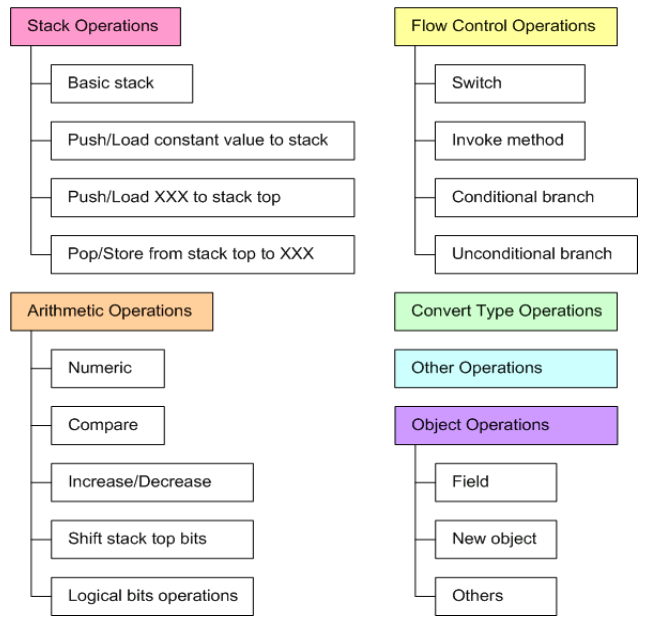 Stack Operations
Basic stack
Push/Load constant value to stack
Push/Load XXX to stack top
Pop/Store from stack top to XXX
Arithmetic Operations
Numeric
Compare
Increase/Decrease
Shift stack top bits
Logical bits operations
Flow Control Operations
Switch
Invoke method
Conditional branch
Unconditional branch
Convert Type Operations
Other Operations
Object Operations
Field
New object
Others